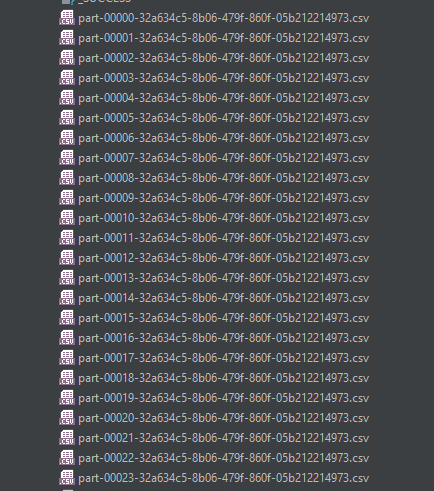 _SUCCESS
part-00000-32a634c5-8b06-479f-860f-05b212214973.csv
part-00001-32a634c5-8b06-479f-860f-05b212214973.csv
part-00002-32a634c5-8b06-479f-860f-05b212214973.csv
part-00003-32a634c5-8b06-479f-860f-05b212214973.csv
part-00004-32a634c5-8b06-479f-860f-05b212214973.csv
part-00005-32a634c5-8b06-479f-860f-05b212214973.csv
part-00006-32a634c5-8b06-479f-860f-05b212214973.csv
part-00007-32a634c5-8b06-479f-860f-05b212214973.csv
part-00008-32a634c5-8b06-479f-860f-05b212214973.csv
part-00009-32a634c5-8b06-479f-860f-05b212214973.csv
part-00010-32a634c5-8b06-479f-860f-05b212214973.csv
part-00011-32a634c5-8b06-479f-860f-05b212214973.csv
part-00012-32a634c5-8b06-479f-860f-05b212214973.csv
part-00013-32a634c5-8b06-479f-860f-05b212214973.csv
part-00014-32a634c5-8b06-479f-860f-05b212214973.csv
part-00015-32a634c5-8b06-479f-860f-05b212214973.csv
part-00016-32a634c5-8b06-479f-860f-05b212214973.csv
part-00017-32a634c5-8b06-479f-860f-05b212214973.csv
part-00018-32a634c5-8b06-479f-860f-05b212214973.csv
part-00019-32a634c5-8b06-479f-860f-05b212214973.csv
part-00020-32a634c5-8b06-479f-860f-05b212214973.csv
part-00021-32a634c5-8b06-479f-860f-05b212214973.csv
part-00022-32a634c5-8b06-479f-860f-05b212214973.csv
part-00023-32a634c5-8b06-479f-860f-05b212214973.csv